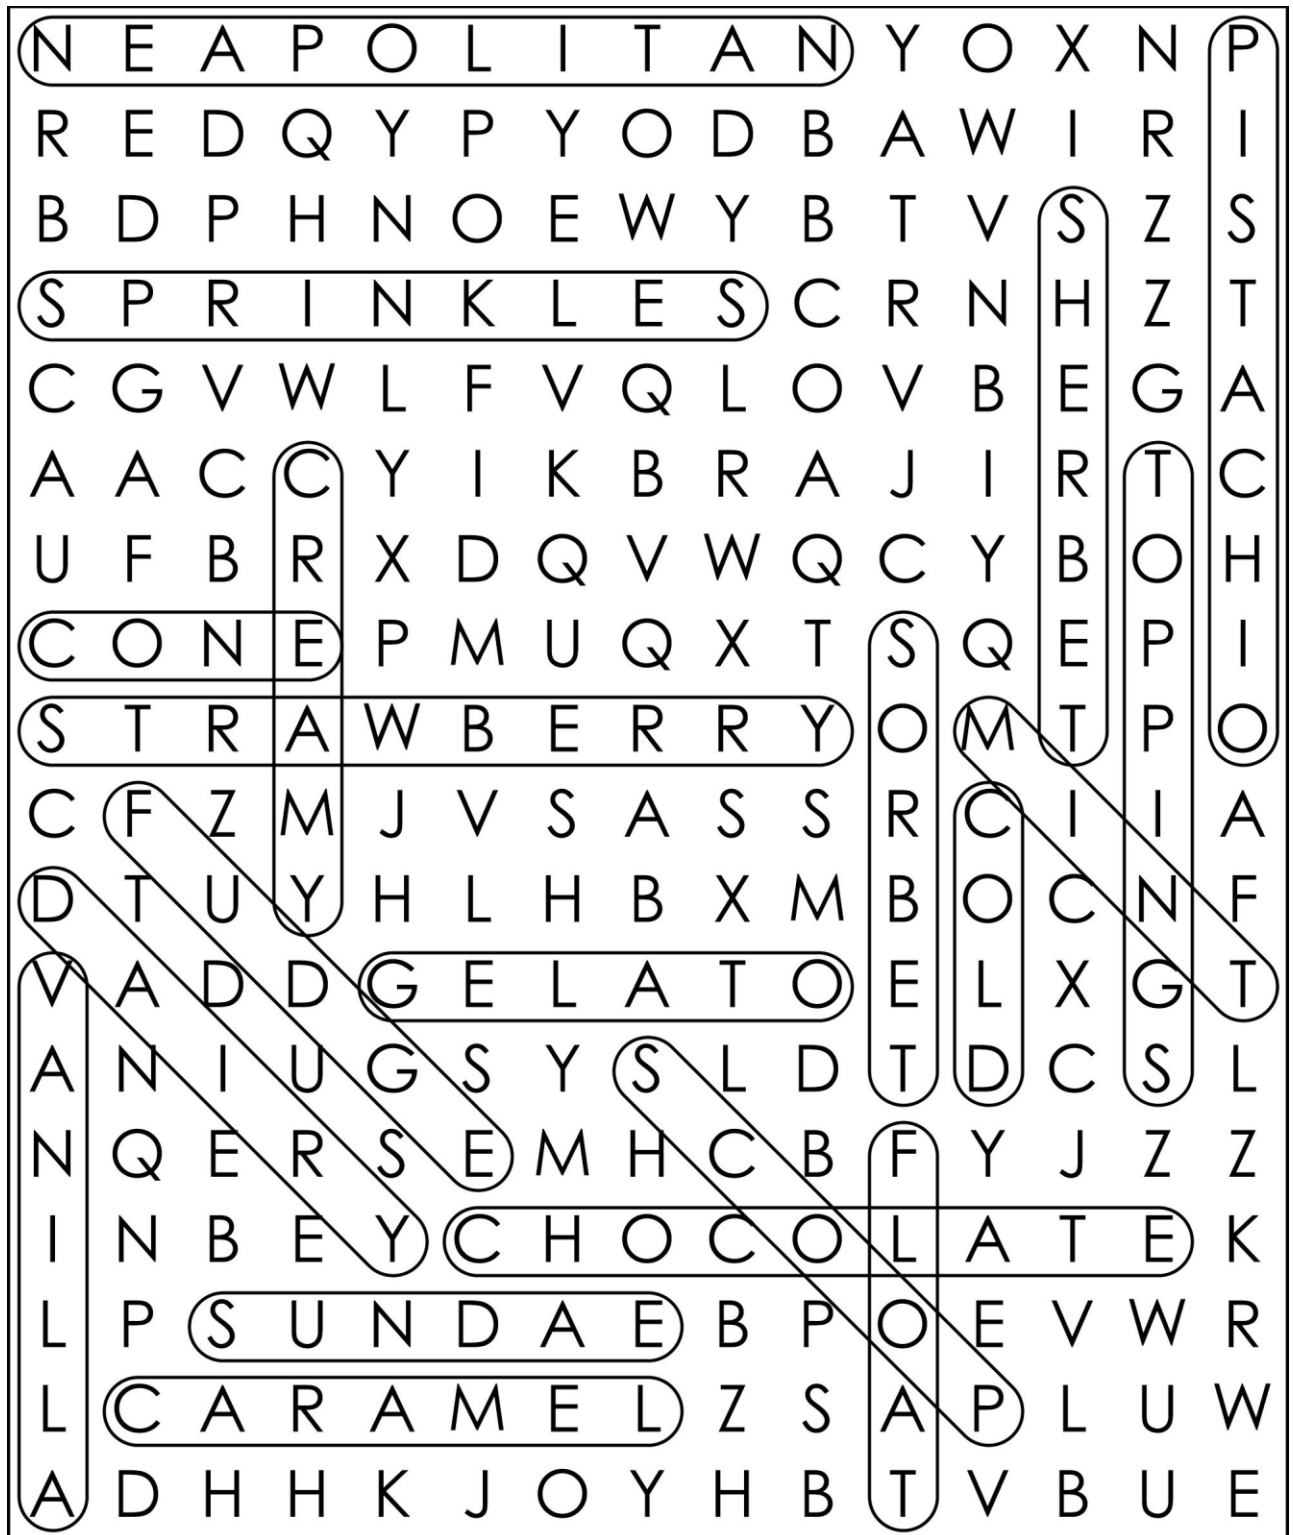 N E A P O L I T A N Y O X N P
R E D Q Y P Y O D B A W I R I
B D P H N O E W Y B T V S Z S
S P R I N K L E S C R N H Z T
C G V W L F V Q L O V B E G A
A A C C Y I K B R A J I R T C
U F B R X D Q V W Q C Y B O H
C O N E P M U Q X T S Q E P I
S T R A W B E R R Y O M T P O
C F Z M J V S A S S R C I I A
D T U Y H L H B X M B O C N F
V A D D G E L A T O E L X G T
A N I U G S Y S L D T D C S L
N Q E R S E M H C B F Y J Z Z
I N B E Y C H O C O L A T E K
L P S U N D A E B P O E V W R
L C A R A M E L Z S A P L U W
A D H H K J O Y H B T V B U E